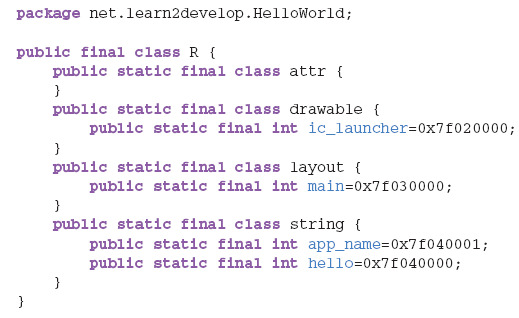 package net.learn2develop.HelloWorld;

public final class R {
    public static final class attr {
    }
    public static final class drawable {
        public static final int ic_launcher=0x7f020000;
    }
    public static final class layout {
        public static final int main=0x7f030000;
    }
    public static final class string {
        public static final int app_name=0x7f040001;
        public static final int hello=0x7f040000;
    }
}